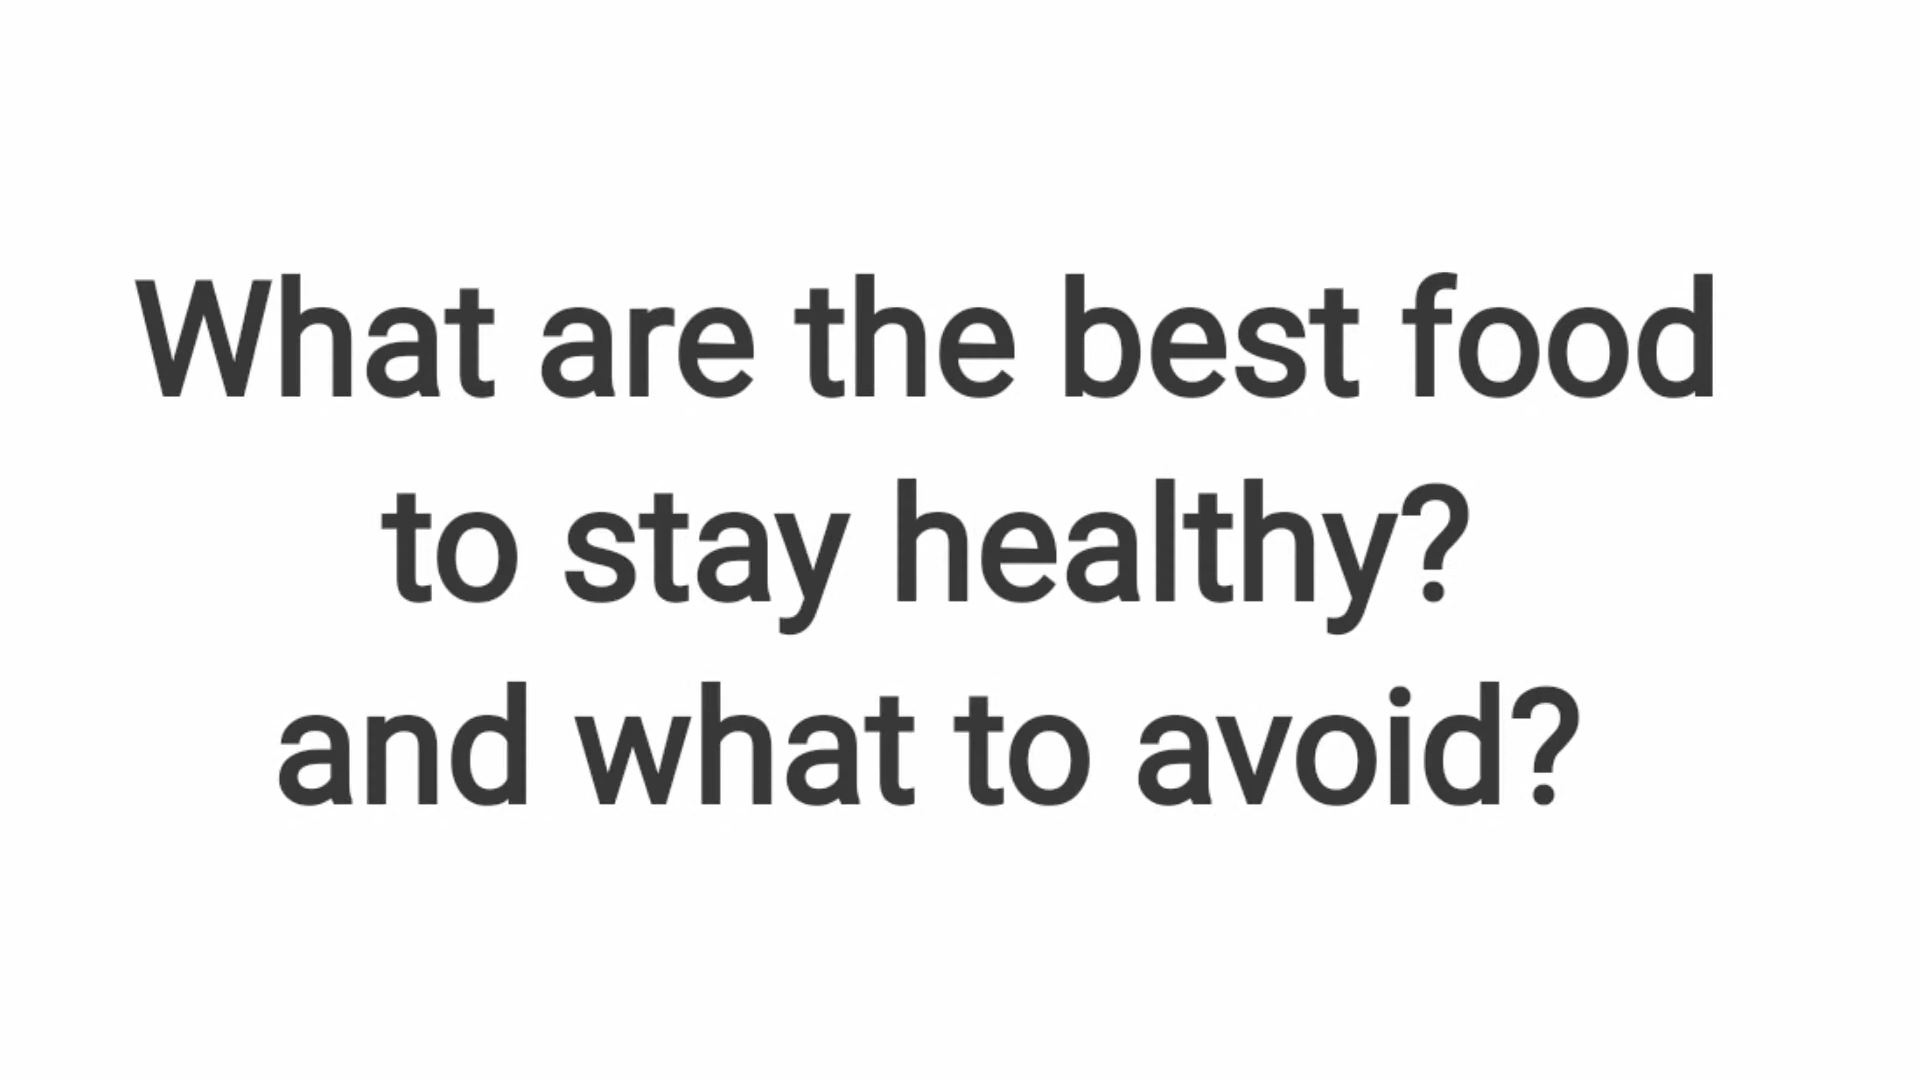 What are the best food
to stay healthy?
and what to avoid?